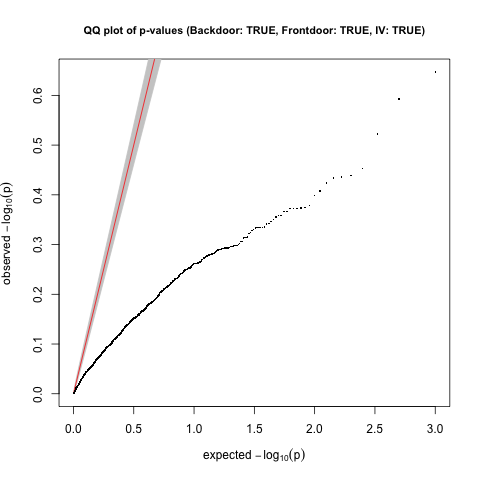 QQ plot of p-values (Backdoor: TRUE, Frontdoor: TRUE, IV: TRUE)
observed −log₁₀(p)
0.6
0.5
0.4
0.3
0.2
0.1
0.0
0.0 0.5 1.0 1.5 2.0 2.5 3.0
expected −log₁₀(p)